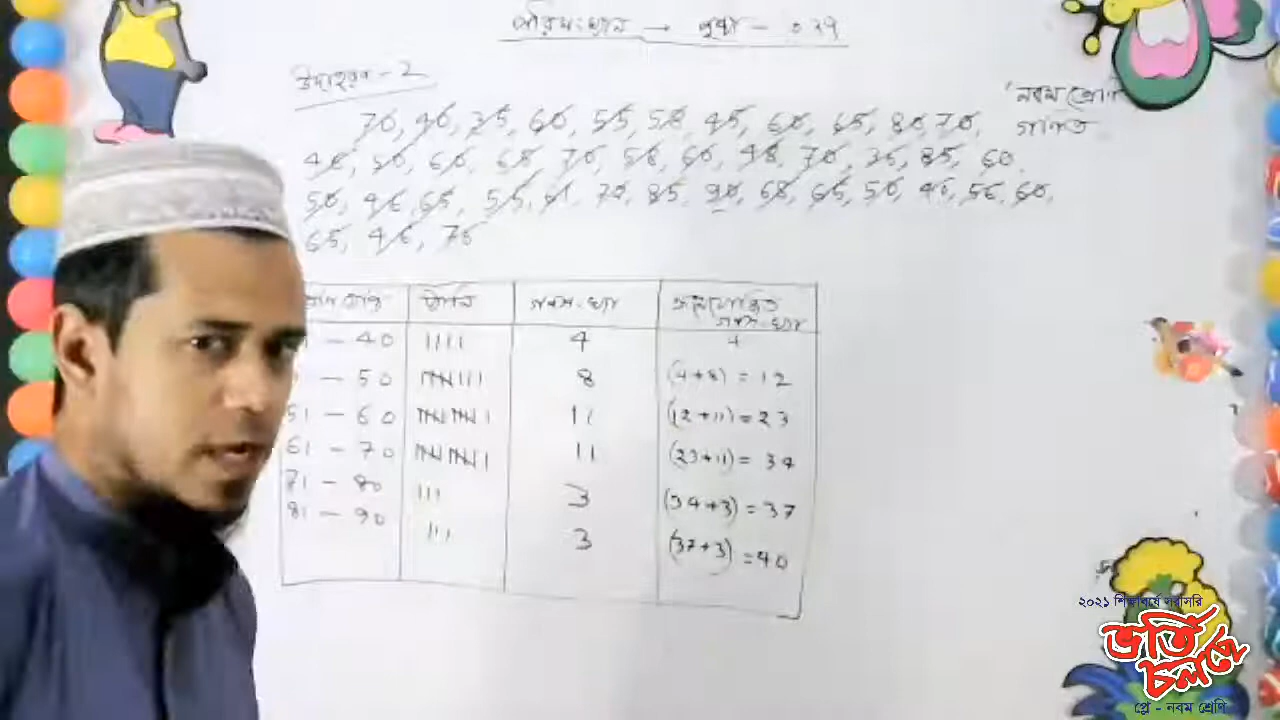 পরিসংখ্যান → পৃষ্ঠা -
উদাহরণ - 2
নবম শ্রেণি
গণিত
70, 40, 35, 60, 55, 58, 45, 60, 65, 80, 70,
50, 60, 65, 70, 58, 60, 48, 70, 36, 85, 60,
50, 46, 65, 55, 61, 70, 85, 90, 68, 65, 50, 40, 56, 60,
65, 46, 76
ট্যালি গণসংখ্যা ক্রমযোজিত গণসংখ্যা
- 40 |||| 4 4
- 50 8 (4+8) = 12
51 - 60 11 (12+11) = 23
61 - 70 11 (23+11) = 34
71 - 80 ||| 3 (34+3) = 37
81 - 90 ||| 3 (37+3) = 40
২০২১ শিক্ষাবর্ষে সরাসরি
ভর্তি
চলছে
প্লে - নবম শ্রেণি